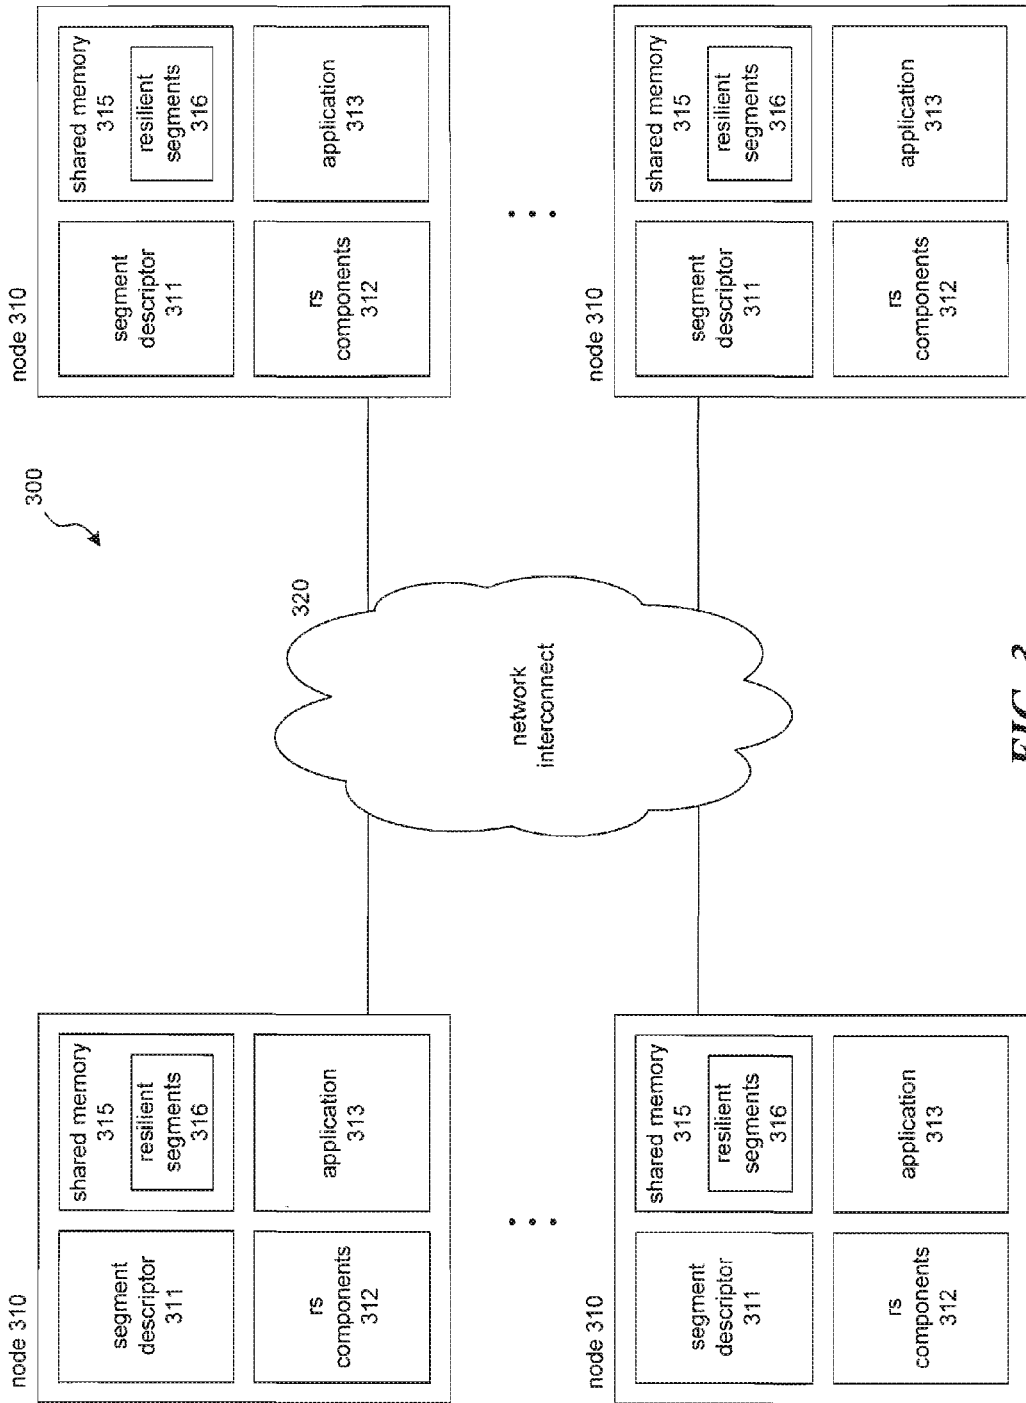 node 310
segment
descriptor
311
shared memory
315
resilient
segments
316
rs
components
312
application
313
300
320
node 310
segment
descriptor
311
shared memory
315
resilient
segments
316
rs
components
312
application
313
network
interconnect
node 310
segment
descriptor
311
shared memory
315
resilient
segments
316
rs
components
312
application
313
node 310
segment
descriptor
311
shared memory
315
resilient
segments
316
rs
components
312
application
313
FIG.